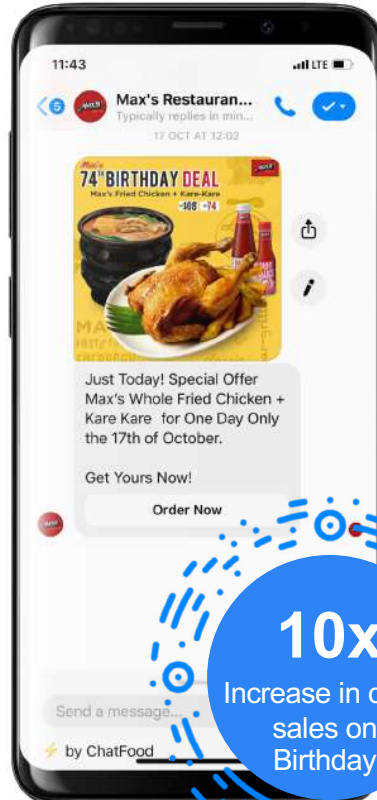 11:43
LTE
5
Max's Restauran...
Typically replies in min...
17 OCT AT 12:02
Max's
74TH BIRTHDAY DEAL
Max's Fried Chicken + Kare-Kare
-74
Just Today! Special Offer
Max's Whole Fried Chicken +
Kare Kare for One Day Only
the 17th of October.
Get Yours Now!
Order Now
10x
Increase in
sales on
Birthday
Send a message...
by ChatFood